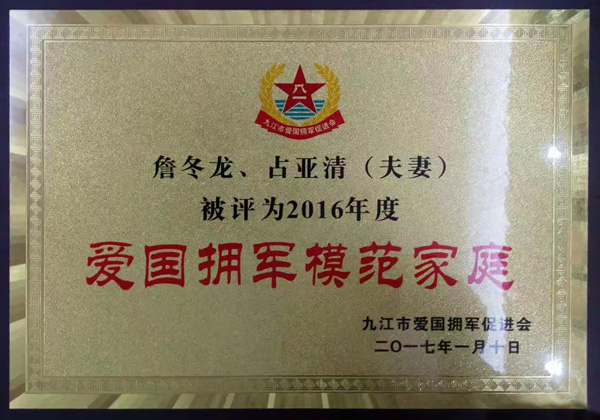 八一
九江市爱国拥军促进会
詹冬龙、占亚清（夫妻）
被评为2016年度
爱国拥军模范家庭
九江市爱国拥军促进会
二〇一七年一月十日